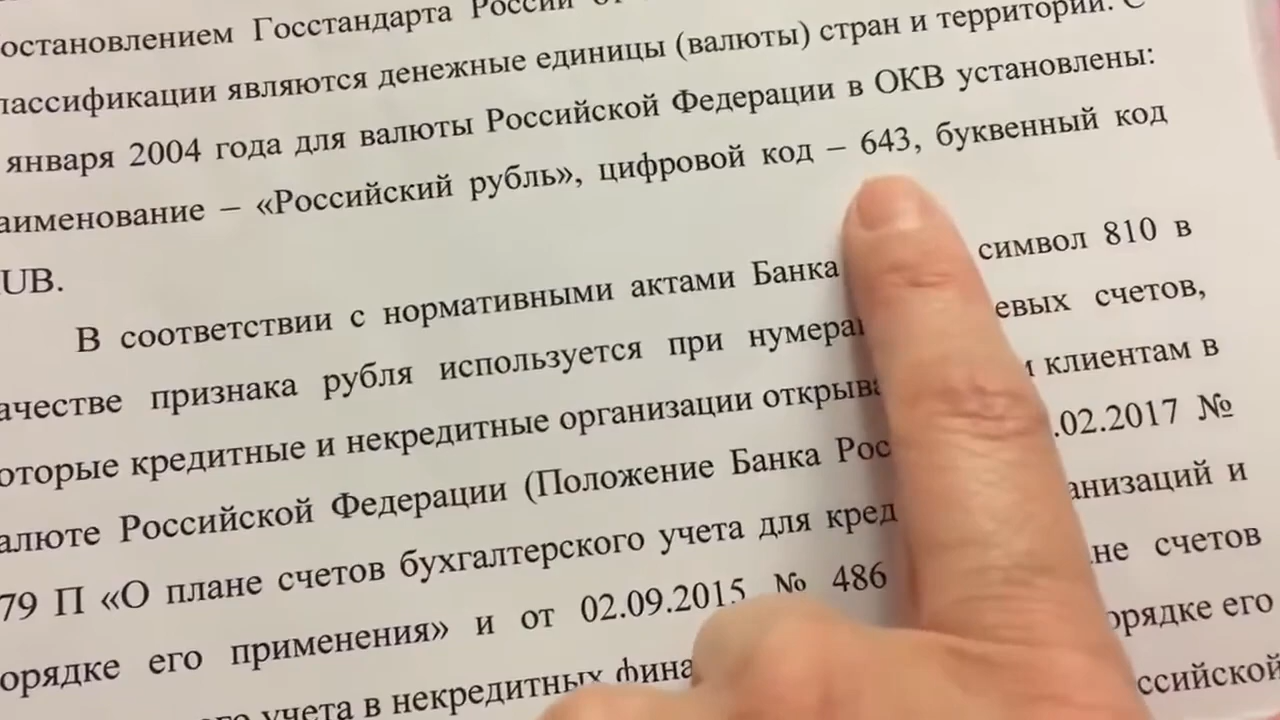 остановлением Госстандарта России от
лассификации являются денежные единицы (валюты) стран и территорий. С
января 2004 года для валюты Российской Федерации в ОКВ установлены:
аименование – «Российский рубль», цифровой код – 643, буквенный код
UB.
В соответствии с нормативными актами Банка символ 810 в
ачестве признака рубля используется при нумера евых счетов,
оторые кредитные и некредитные организации открыва м клиентам в
алюте Российской Федерации (Положение Банка Рос .02.2017 №
79 П «О плане счетов бухгалтерского учета для кред анизаций и
орядке его применения» и от 02.09.2015 № 486 не счетов
го учета в некредитных фина орядке его
ссийской